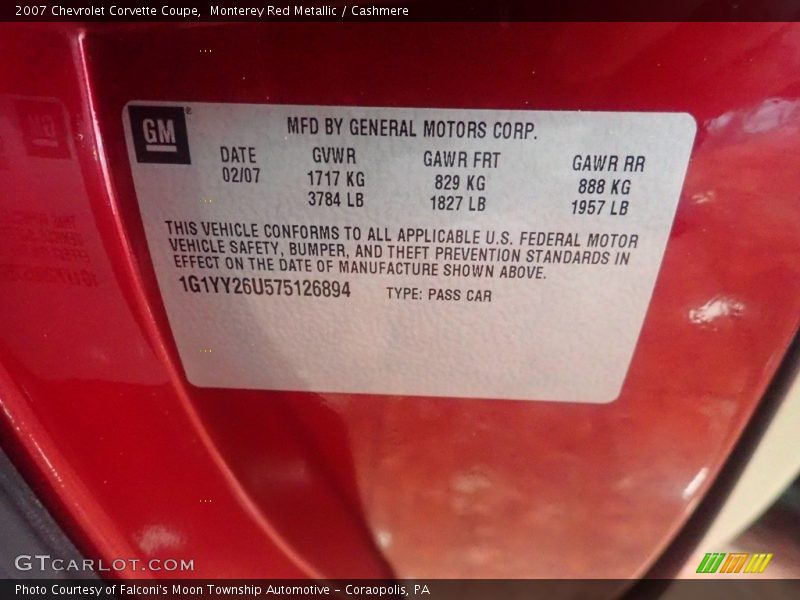 2007 Chevrolet Corvette Coupe,  Monterey Red Metallic / Cashmere
GM®
MFD BY GENERAL MOTORS CORP.
DATE GVWR GAWR FRT GAWR RR
02/07 1717 KG 829 KG 888 KG
3784 LB 1827 LB 1957 LB
THIS VEHICLE CONFORMS TO ALL APPLICABLE U.S. FEDERAL MOTOR
VEHICLE SAFETY, BUMPER, AND THEFT PREVENTION STANDARDS IN
EFFECT ON THE DATE OF MANUFACTURE SHOWN ABOVE.
1G1YY26U575126894 TYPE: PASS CAR
GTCARLOT.COM
Photo Courtesy of Falconi's Moon Township Automotive - Coraopolis, PA